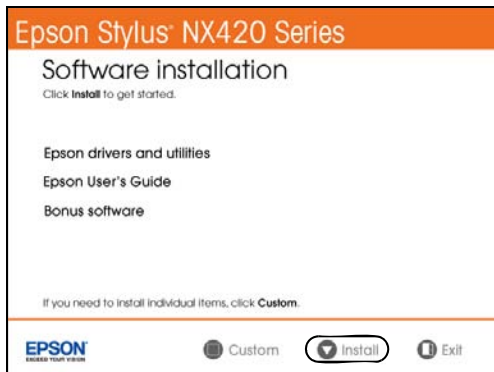 Epson Stylus® NX420 Series
Software installation
Click Install to get started.
Epson drivers and utilities
Epson User's Guide
Bonus software
If you need to install individual items, click Custom.
EPSON®
EXCEED YOUR VISION
Custom
Install
Exit